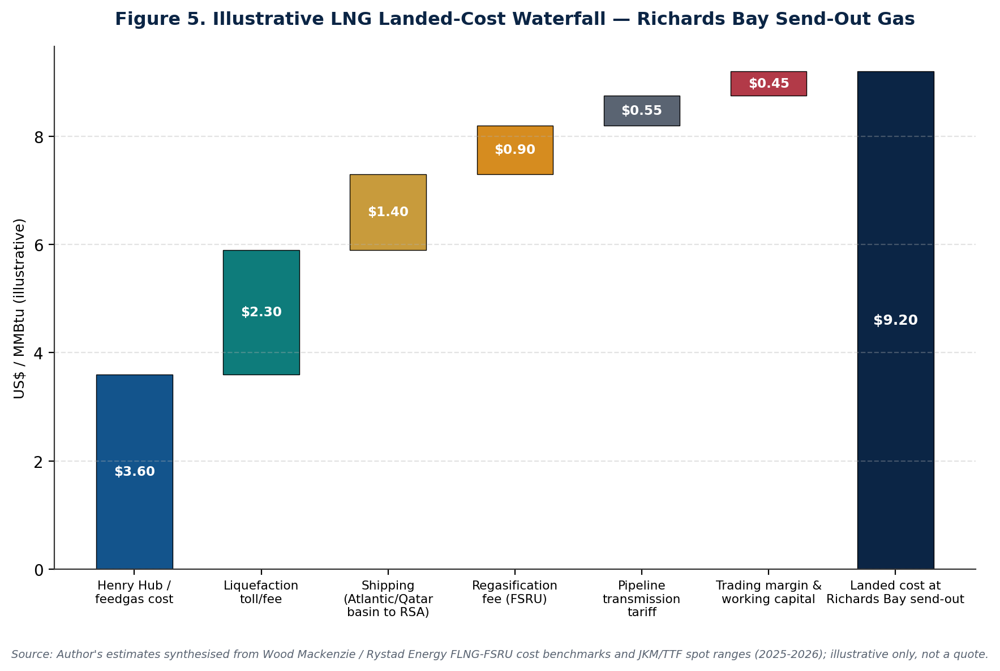 Figure 5. Illustrative LNG Landed-Cost Waterfall — Richards Bay Send-Out Gas
US$ / MMBtu (illustrative)
8
6
4
2
0
$3.60
$2.30
$1.40
$0.90
$0.55
$0.45
$9.20
Henry Hub /
feedgas cost
Liquefaction
toll/fee
Shipping
(Atlantic/Qatar
basin to RSA)
Regasification
fee (FSRU)
Pipeline
transmission
tariff
Trading margin &
working capital
Landed cost at
Richards Bay send-out
Source: Author's estimates synthesised from Wood Mackenzie / Rystad Energy FLNG-FSRU cost benchmarks and JKM/TTF spot ranges (2025-2026); illustrative only, not a quote.